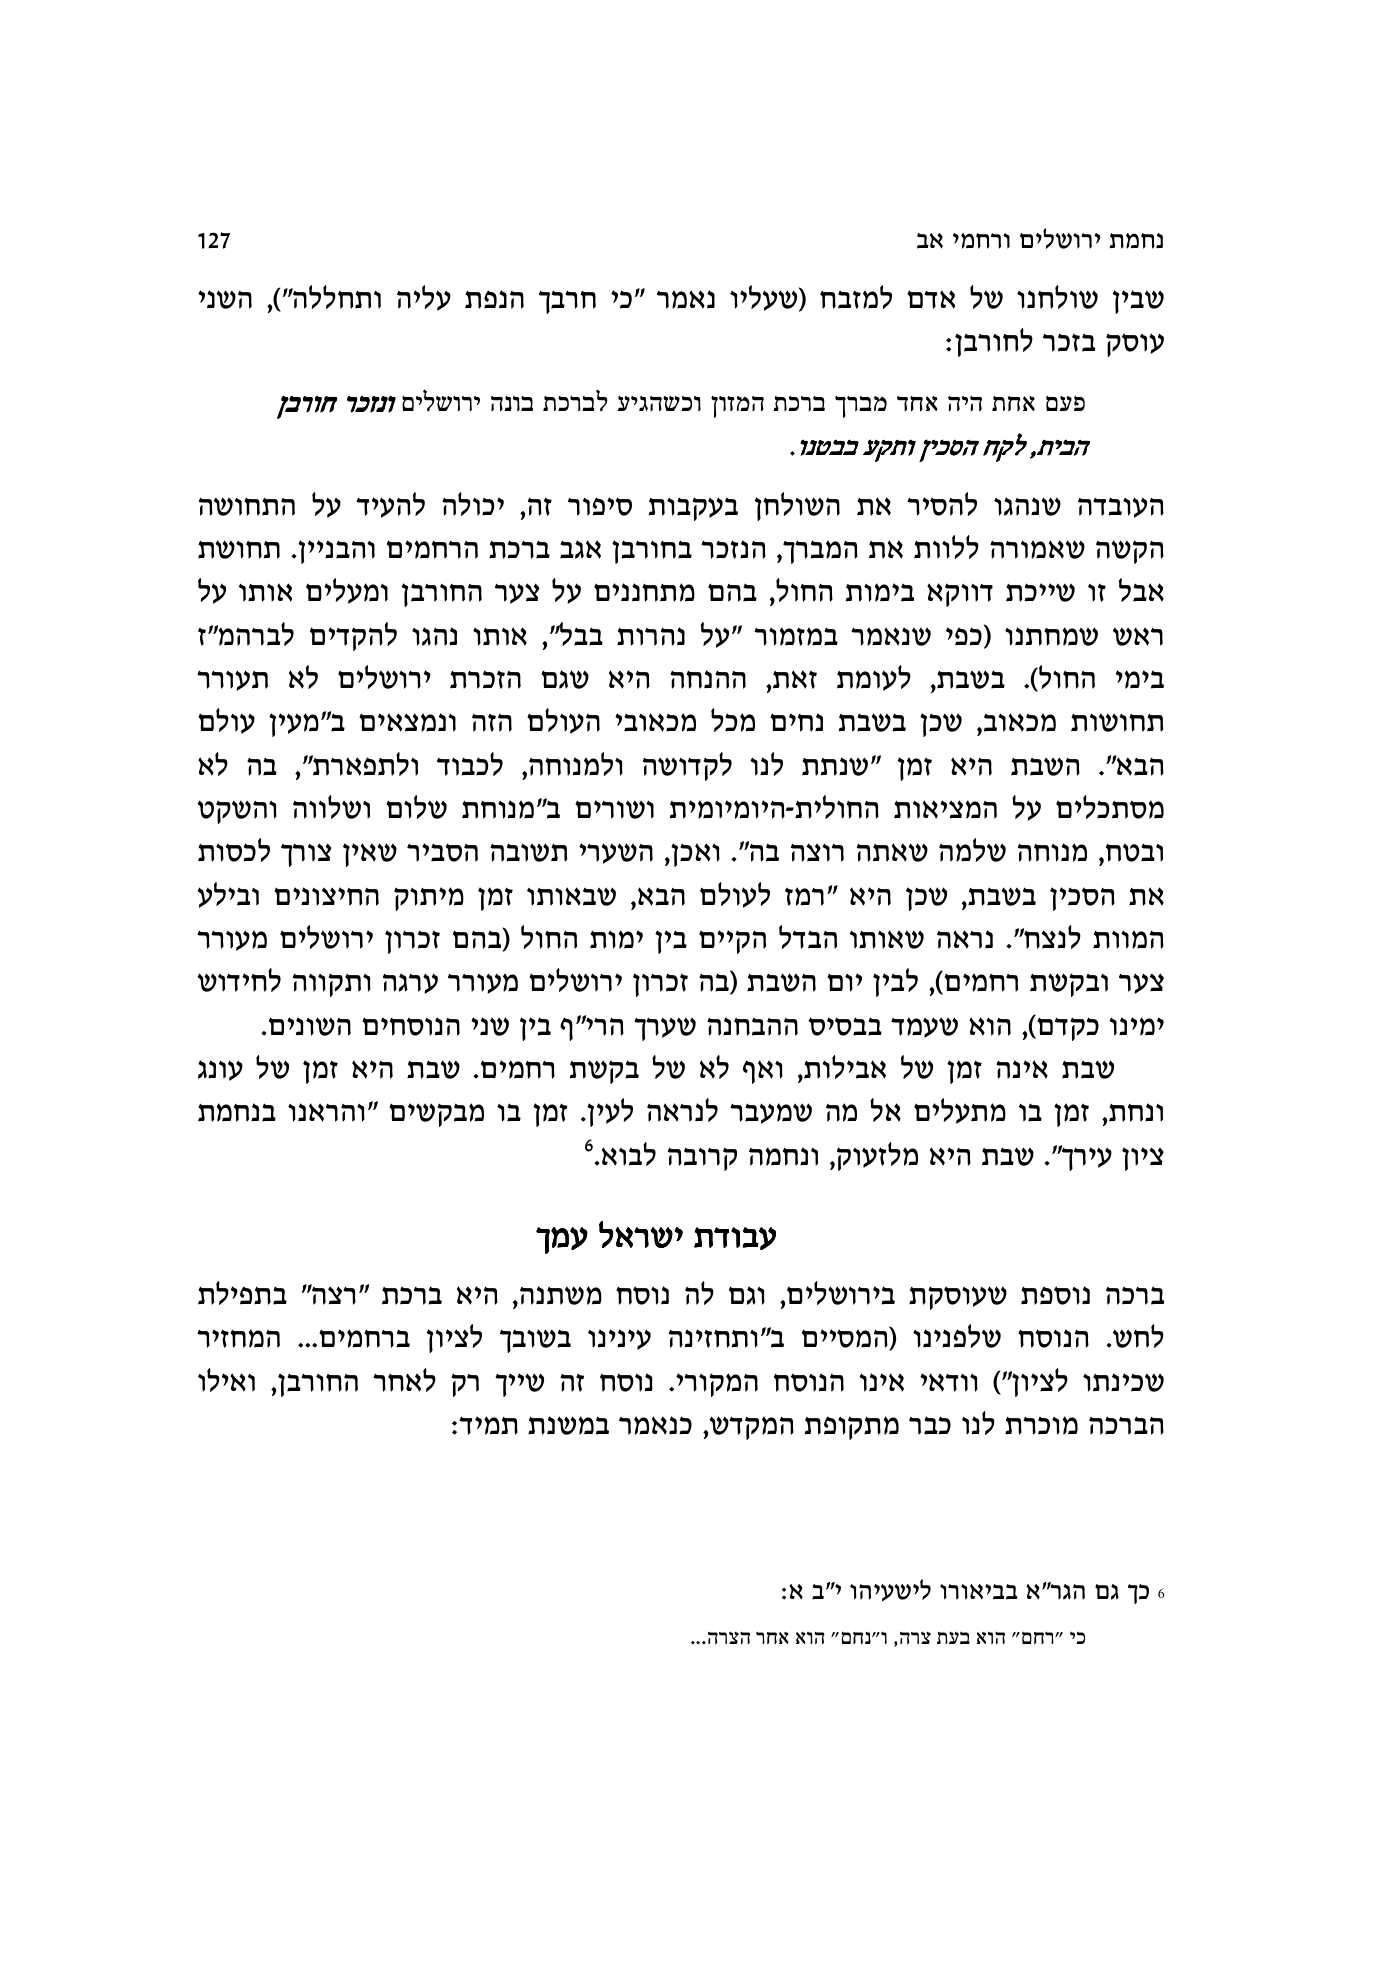 נחמת ירושלים ורחמי אב 127
שבין שולחנו של אדם למזבח (שעליו נאמר "כי חרבך הנפת עליה ותחללה"), השני
עוסק בזכר לחורבן:
פעם אחת היה אחד מברך ברכת המזון וכשהגיע לברכת בונה ירושלים ונזכר חורבן
הבית, לקח הסכין ותקע בבטנו.
העובדה שנהגו להסיר את השולחן בעקבות סיפור זה, יכולה להעיד על התחושה
הקשה שאמורה ללוות את המברך, הנזכר בחורבן אגב ברכת הרחמים והבניין. תחושת
אבל זו שייכת דווקא בימות החול, בהם מתחננים על צער החורבן ומעלים אותו על
ראש שמחתנו (כפי שנאמר במזמור "על נהרות בבל", אותו נהגו להקדים לברהמ"ז
בימי החול). בשבת, לעומת זאת, ההנחה היא שגם הזכרת ירושלים לא תעורר
תחושות מכאוב, שכן בשבת נחים מכל מכאובי העולם הזה ונמצאים ב"מעין עולם
הבא". השבת היא זמן "שנתת לנו לקדושה ולמנוחה, לכבוד ולתפארת", בה לא
מסתכלים על המציאות החולית-היומיומית ושורים ב"מנוחת שלום ושלווה והשקט
ובטח, מנוחה שלמה שאתה רוצה בה". ואכן, השערי תשובה הסביר שאין צורך לכסות
את הסכין בשבת, שכן היא "רמז לעולם הבא, שבאותו זמן מיתוק החיצונים ובילע
המוות לנצח". נראה שאותו הבדל הקיים בין ימות החול (בהם זכרון ירושלים מעורר
צער ובקשת רחמים), לבין יום השבת (בה זכרון ירושלים מעורר ערגה ותקווה לחידוש
ימינו כקדם), הוא שעמד בבסיס ההבחנה שערך הרי"ף בין שני הנוסחים השונים.
שבת אינה זמן של אבילות, ואף לא של בקשת רחמים. שבת היא זמן של עונג
ונחת, זמן בו מתעלים אל מה שמעבר לנראה לעין. זמן בו מבקשים "והראנו בנחמת
ציון עירך". שבת היא מלזעוק, ונחמה קרובה לבוא.6
עבודת ישראל עמך
ברכה נוספת שעוסקת בירושלים, וגם לה נוסח משתנה, היא ברכת "רצה" בתפילת
לחש. הנוסח שלפנינו (המסיים ב"ותחזינה עינינו בשובך לציון ברחמים... המחזיר
שכינתו לציון") וודאי אינו הנוסח המקורי. נוסח זה שייך רק לאחר החורבן, ואילו
הברכה מוכרת לנו כבר מתקופת המקדש, כנאמר במשנת תמיד:
6 כך גם הגר"א בביאורו לישעיהו י"ב א:
כי "רחם" הוא בעת צרה, ו"נחם" הוא אחר הצרה...